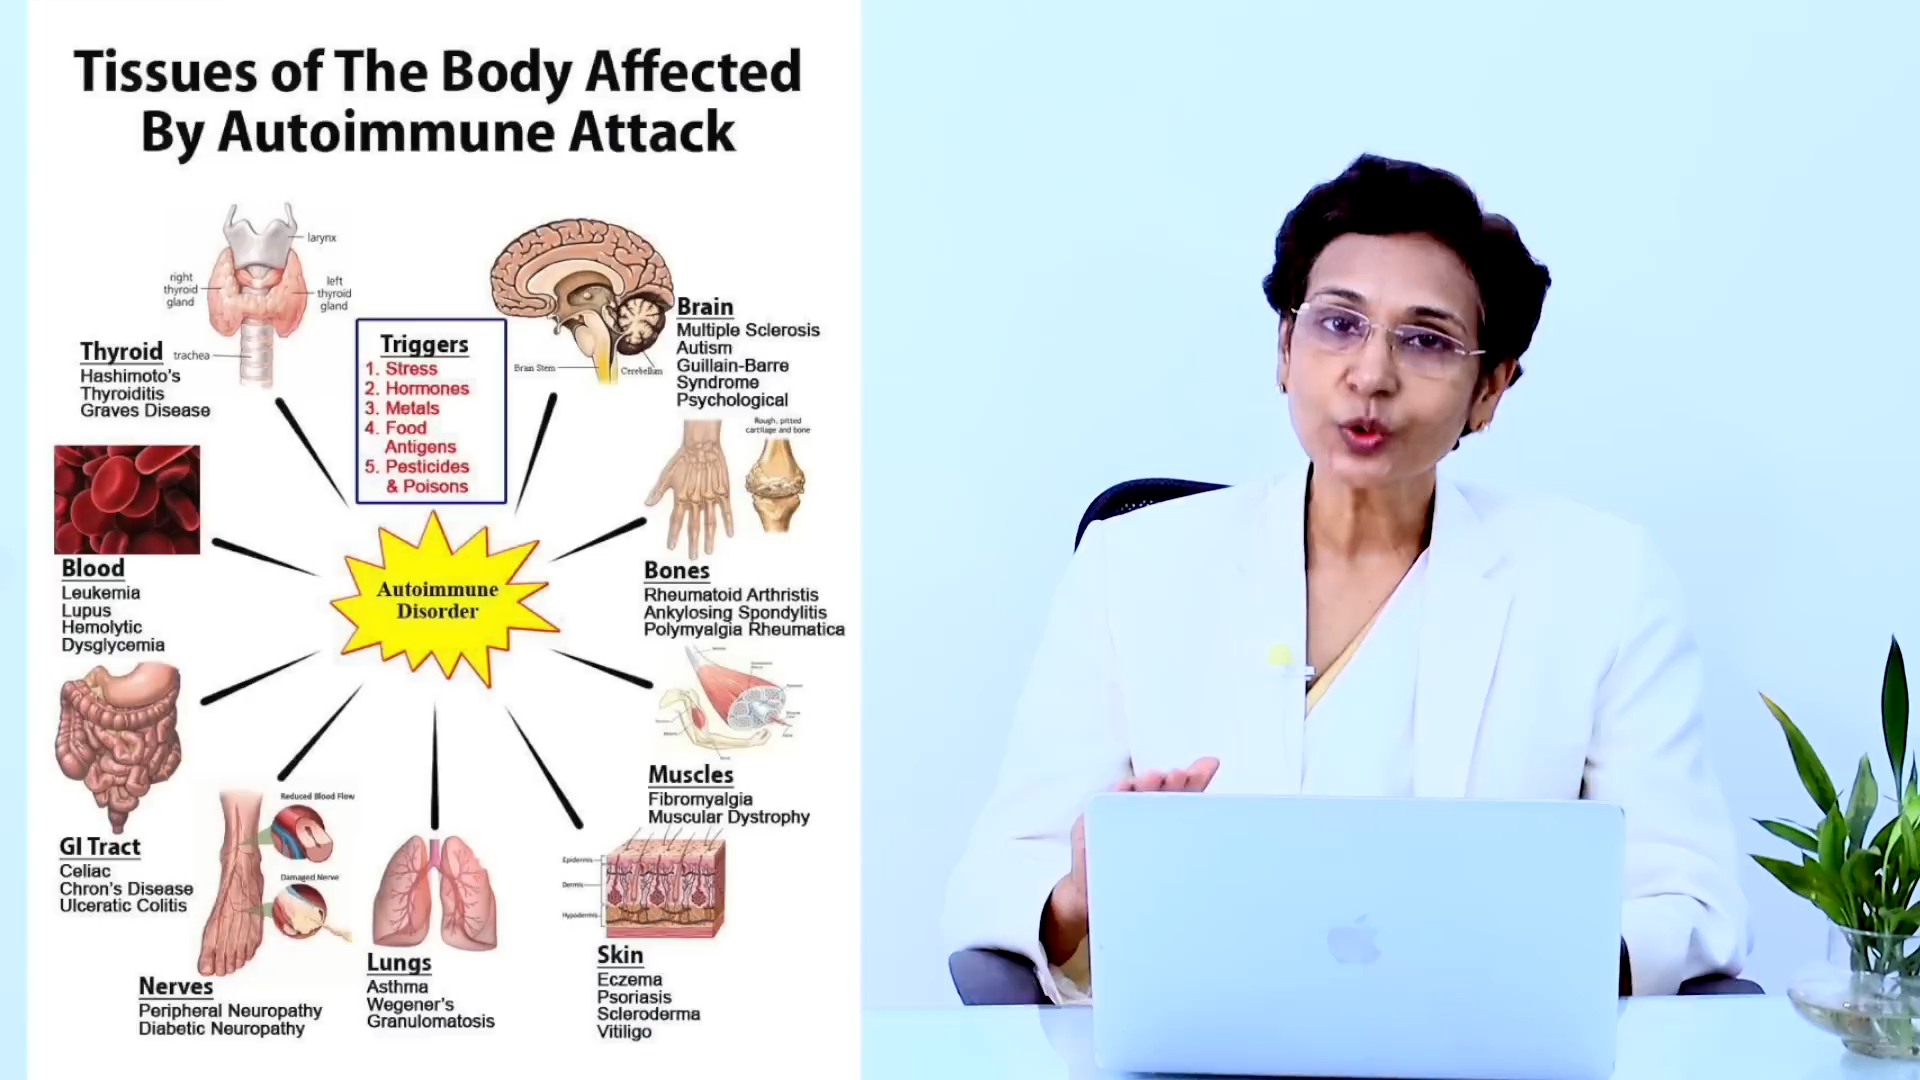 Tissues of The Body Affected
By Autoimmune Attack
larynx
right
thyroid
gland
left
thyroid
gland
trachea
Thyroid
Hashimoto's
Thyroiditis
Graves Disease
Triggers
1. Stress
2. Hormones
3. Metals
4. Food
Antigens
5. Pesticides
& Poisons
Brain Stem
Cerebellum
Brain
Multiple Sclerosis
Autism
Guillain-Barre
Syndrome
Psychological
Rough, pitted
cartilage and bone
Blood
Leukemia
Lupus
Hemolytic
Dysglycemia
Autoimmune
Disorder
Bones
Rheumatoid Arthristis
Ankylosing Spondylitis
Polymyalgia Rheumatica
Muscles
Fibromyalgia
Muscular Dystrophy
GI Tract
Celiac
Chron's Disease
Ulceratic Colitis
Reduced Blood Flow
Damaged Nerve
Nerves
Peripheral Neuropathy
Diabetic Neuropathy
Lungs
Asthma
Wegener's
Granulomatosis
Epidermis
Dermis
Hypodermis
Skin
Eczema
Psoriasis
Scleroderma
Vitiligo